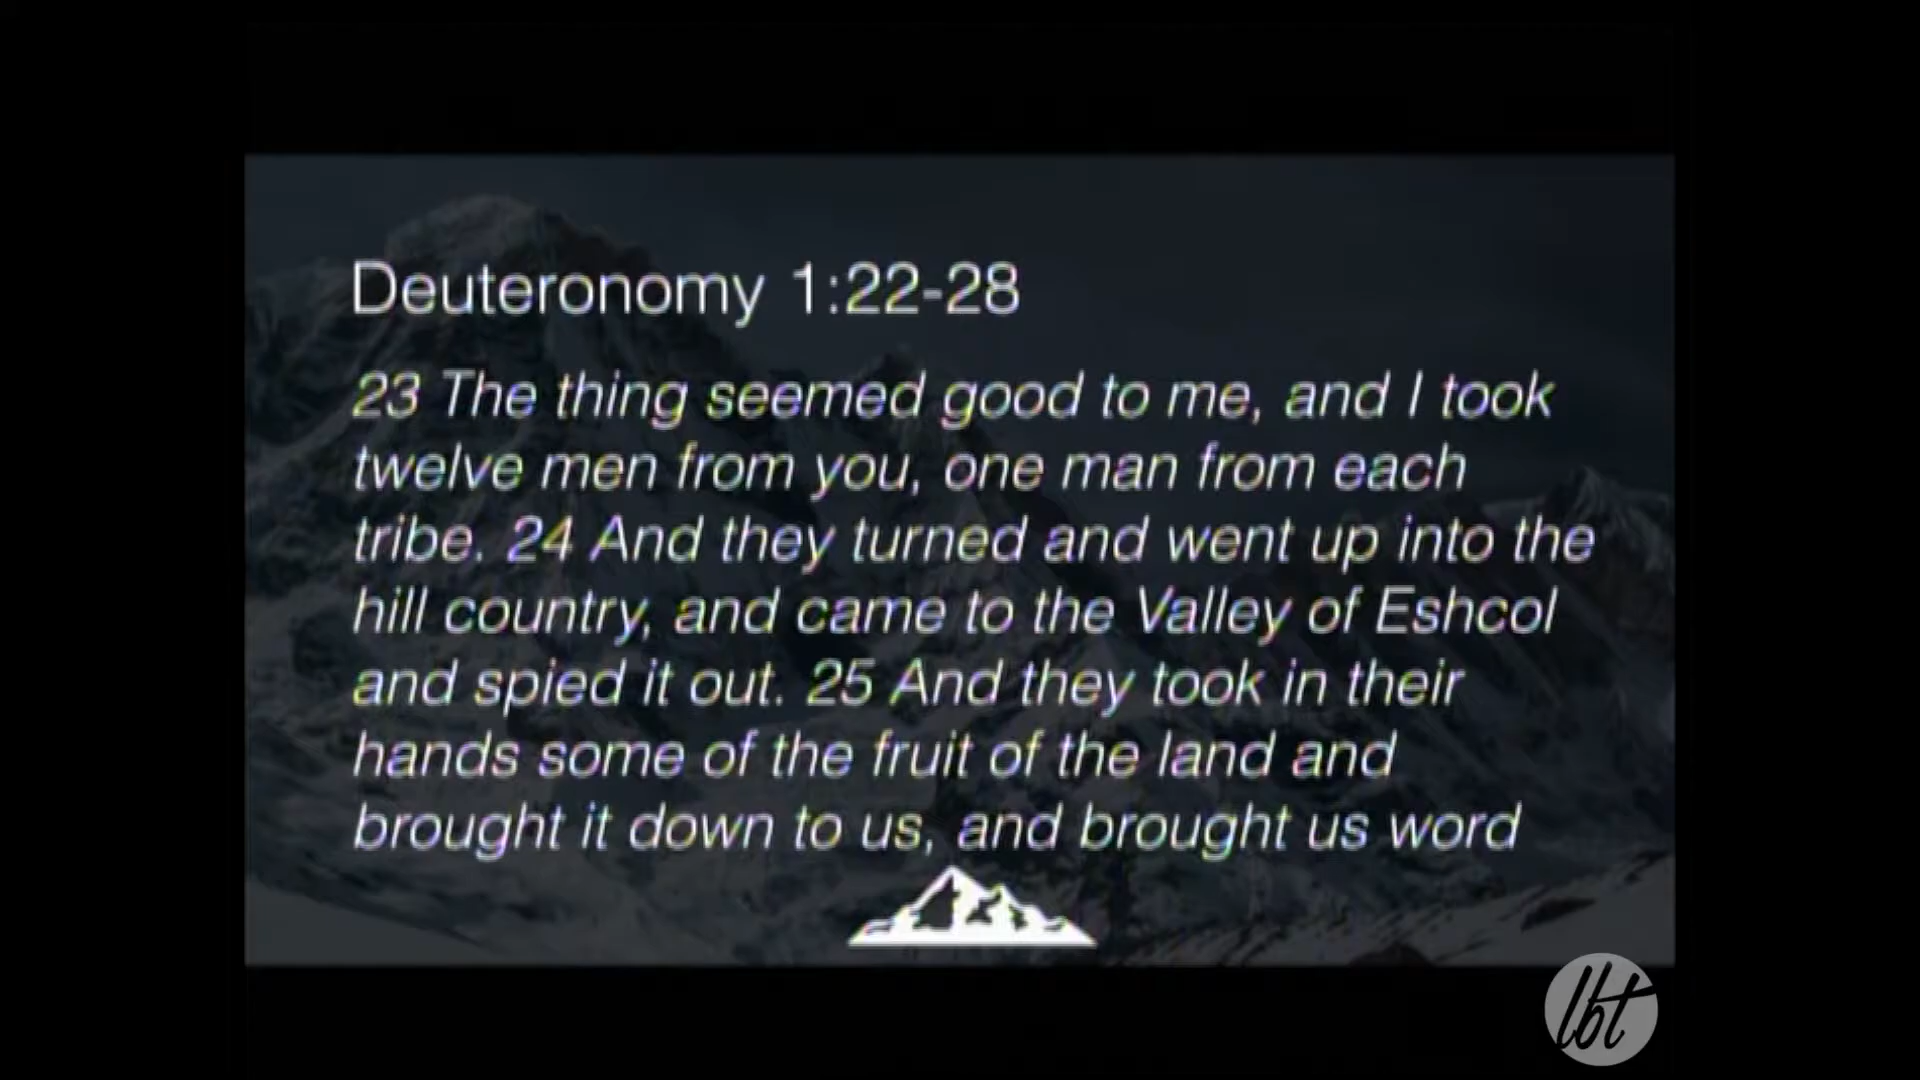 Deuteronomy 1:22-28
23 The thing seemed good to me, and I took
twelve men from you, one man from each
tribe. 24 And they turned and went up into the
hill country, and came to the Valley of Eshcol
and spied it out. 25 And they took in their
hands some of the fruit of the land and
brought it down to us, and brought us word
lbt